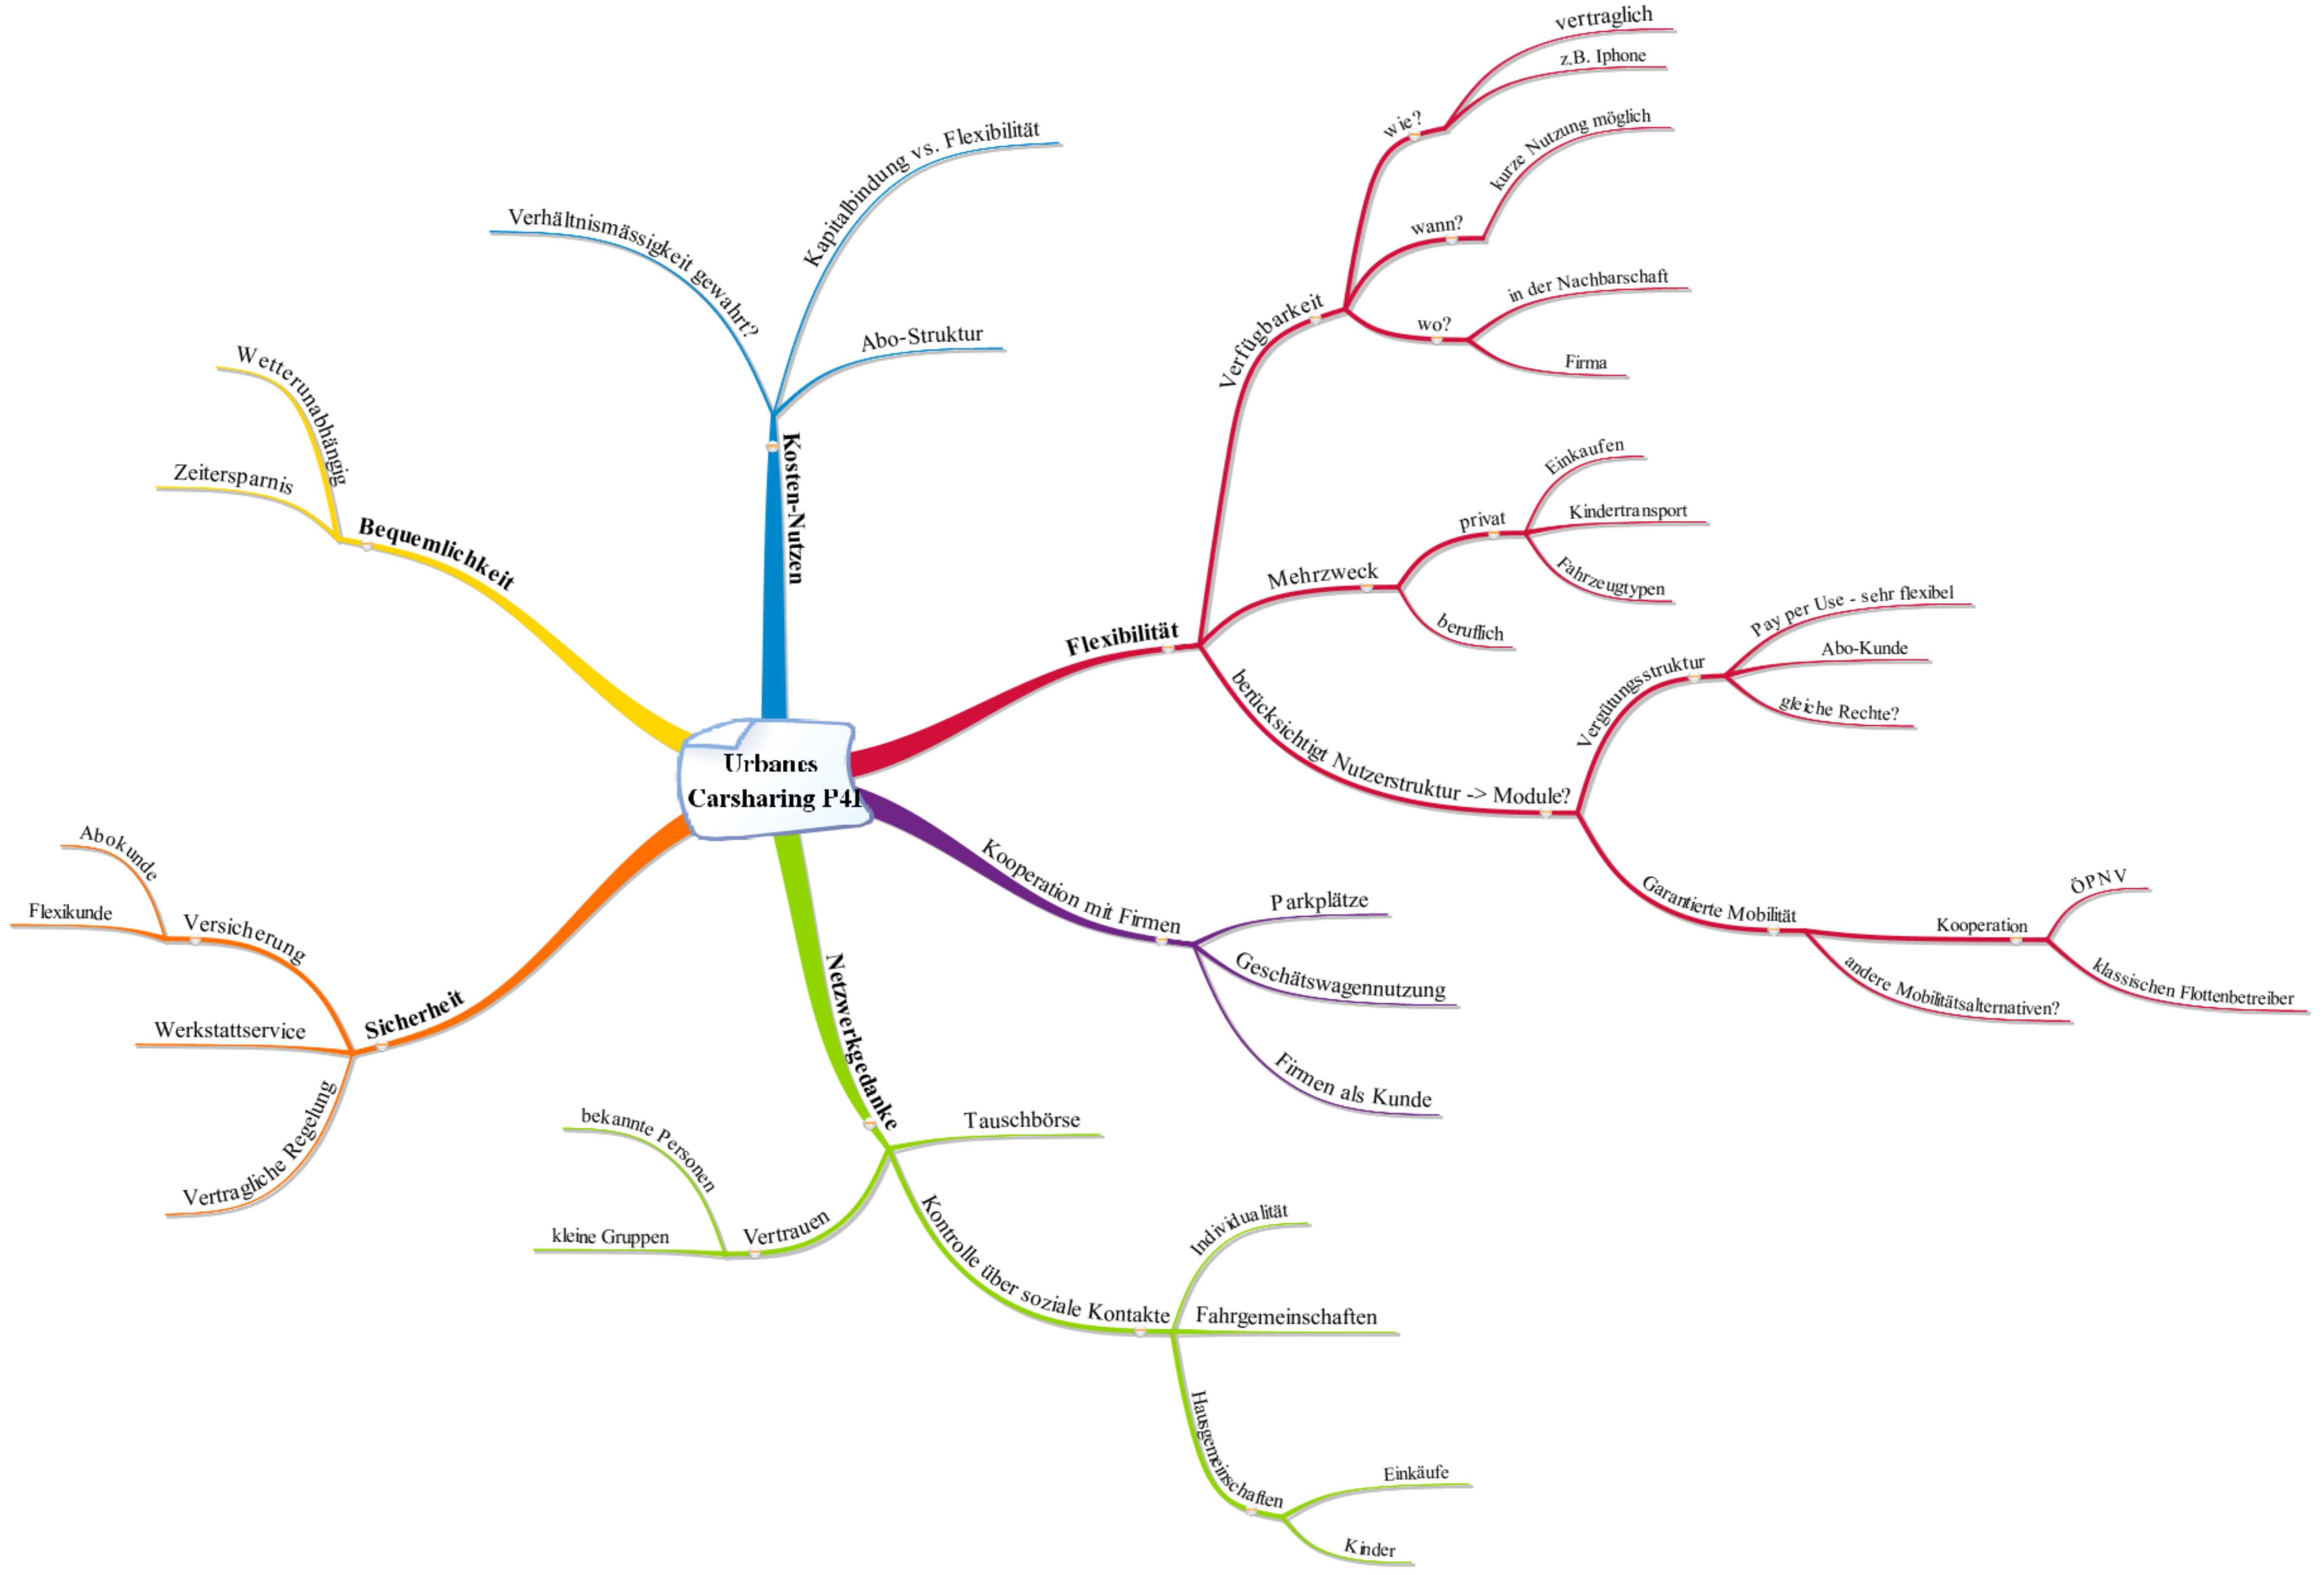 Urbanes
Carsharing P4I
Kosten-Nutzen
Verhältnismässigkeit gewahrt?
Kapitalbindung vs. Flexibilität
Abo-Struktur
Flexibilität
Verfügbarkeit
wie?
vertraglich
z.B. Iphone
wann?
kurze Nutzung möglich
wo?
in der Nachbarschaft
Firma
Mehrzweck
privat
Einkaufen
Kindertransport
Fahrzeugtypen
beruflich
berücksichtigt Nutzerstruktur -> Module?
Vergütungsstruktur
Pay per Use - sehr flexibel
Abo-Kunde
gleiche Rechte?
Garantierte Mobilität
Kooperation
ÖPNV
klassischen Flottenbetreiber
andere Mobilitätsalternativen?
Kooperation mit Firmen
Parkplätze
Geschätswagennutzung
Firmen als Kunde
Netzwerkgedanke
Tauschbörse
Kontrolle über soziale Kontakte
Individualität
Fahrgemeinschaften
Hausgemeinschaften
Einkäufe
Kinder
Vertrauen
bekannte Personen
kleine Gruppen
Sicherheit
Versicherung
Abokunde
Flexikunde
Werkstattservice
Vertragliche Regelung
Bequemlichkeit
Wetterunabhängig
Zeitersparnis